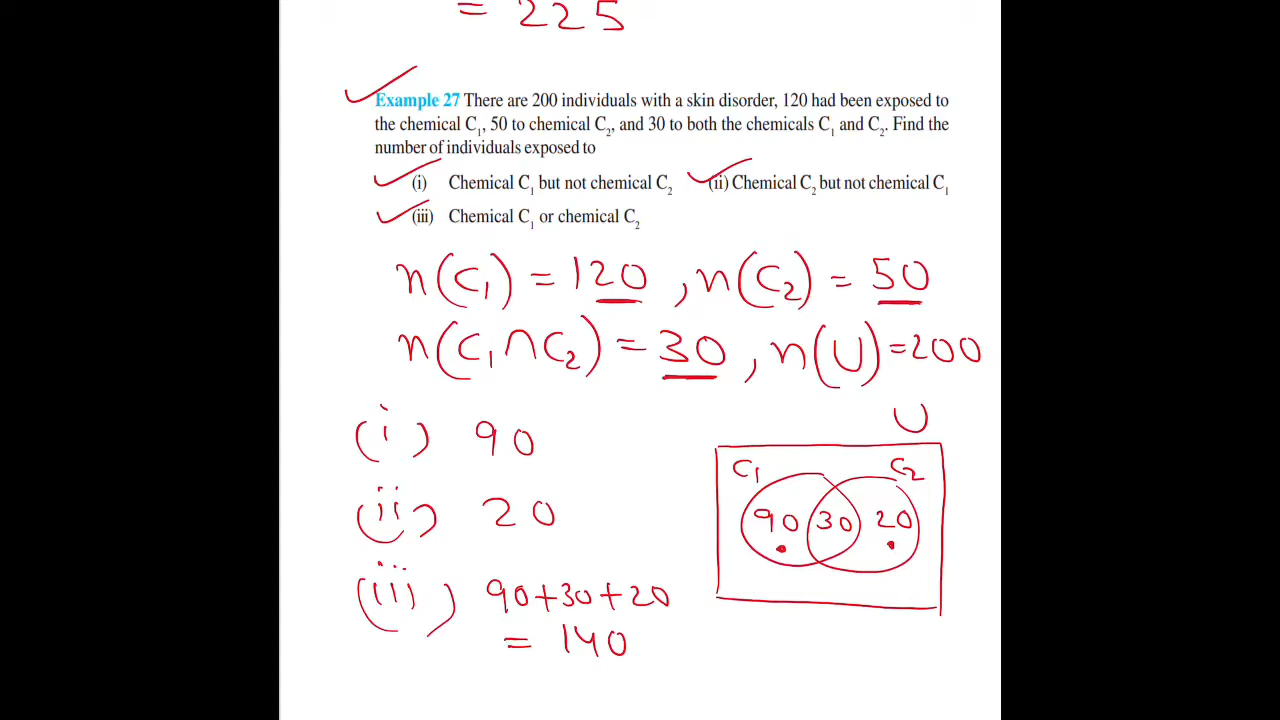 = 225
Example 27 There are 200 individuals with a skin disorder, 120 had been exposed to
the chemical C₁, 50 to chemical C₂, and 30 to both the chemicals C₁ and C₂. Find the
number of individuals exposed to
(i) Chemical C₁ but not chemical C₂ (ii) Chemical C₂ but not chemical C₁
(iii) Chemical C₁ or chemical C₂
n(C₁) = 120, n(C₂) = 50
n(C₁∩C₂) = 30, n(U)=200
(i) 90
(ii) 20
(iii) 90+30+20
= 140
U
C₁ C₂
90 30 20